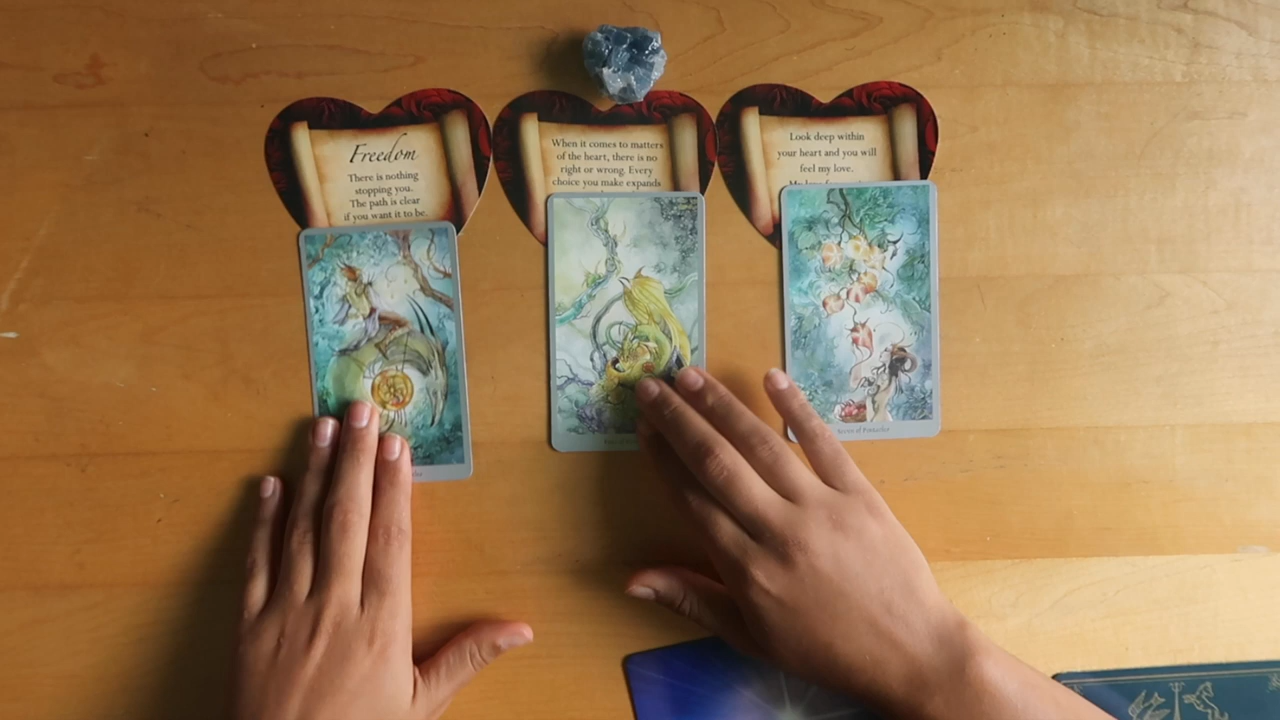 Freedom
There is nothing
stopping you.
The path is clear
if you want it to be.
When it comes to matters
of the heart, there is no
right or wrong. Every
choice you make expands
Look deep within
your heart and you will
feel my love.
My love
of Pentacles